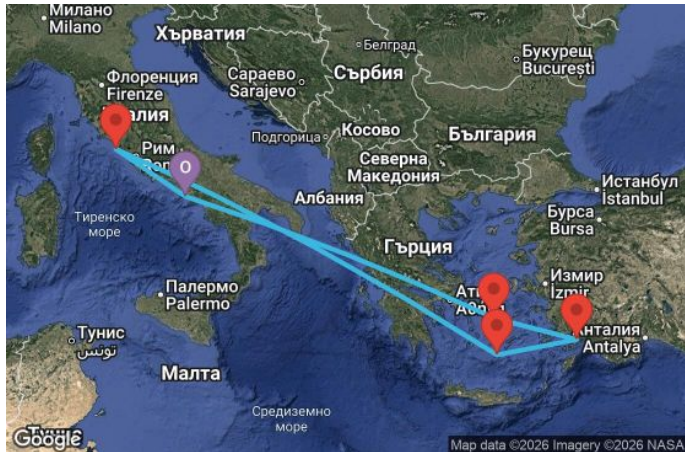 Милано
Milano
Хърватия
Белград
Букурещ
București
Флоренция
Firenze
Сараево
Sarajevo
Сърбия
Подгорица
Косово
България
Рим
Северна
Македония
Албания
Истанбул
İstanbul
Бурса
Bursa
Тиренско
море
Гърция
Измир
İzmir
Палермо
Palermo
Анталия
Antalya
Тунис
تونس
Малта
Средиземно
море
O
Google
Map data ©2026 Imagery ©2026 NASA